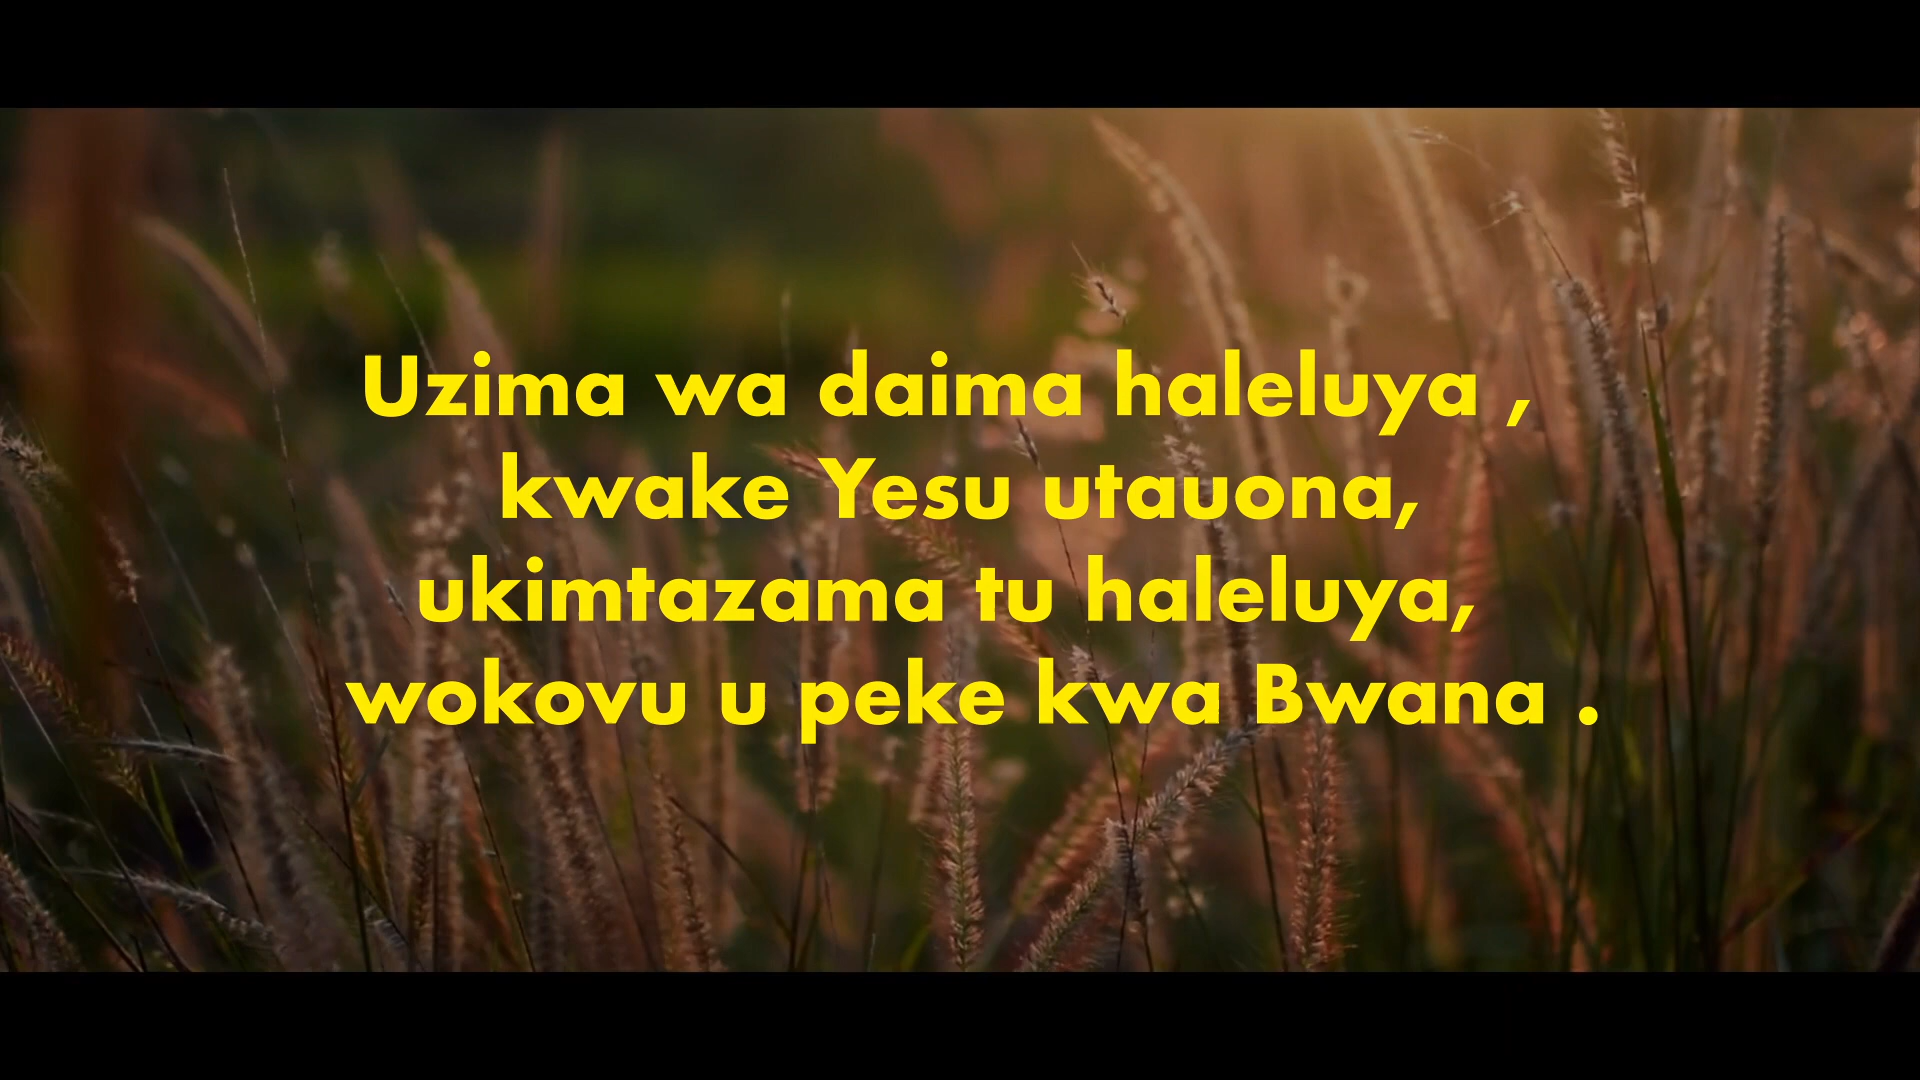 Uzima wa daima haleluya ,
kwake Yesu utauona,
ukimtazama tu haleluya,
wokovu u peke kwa Bwana .